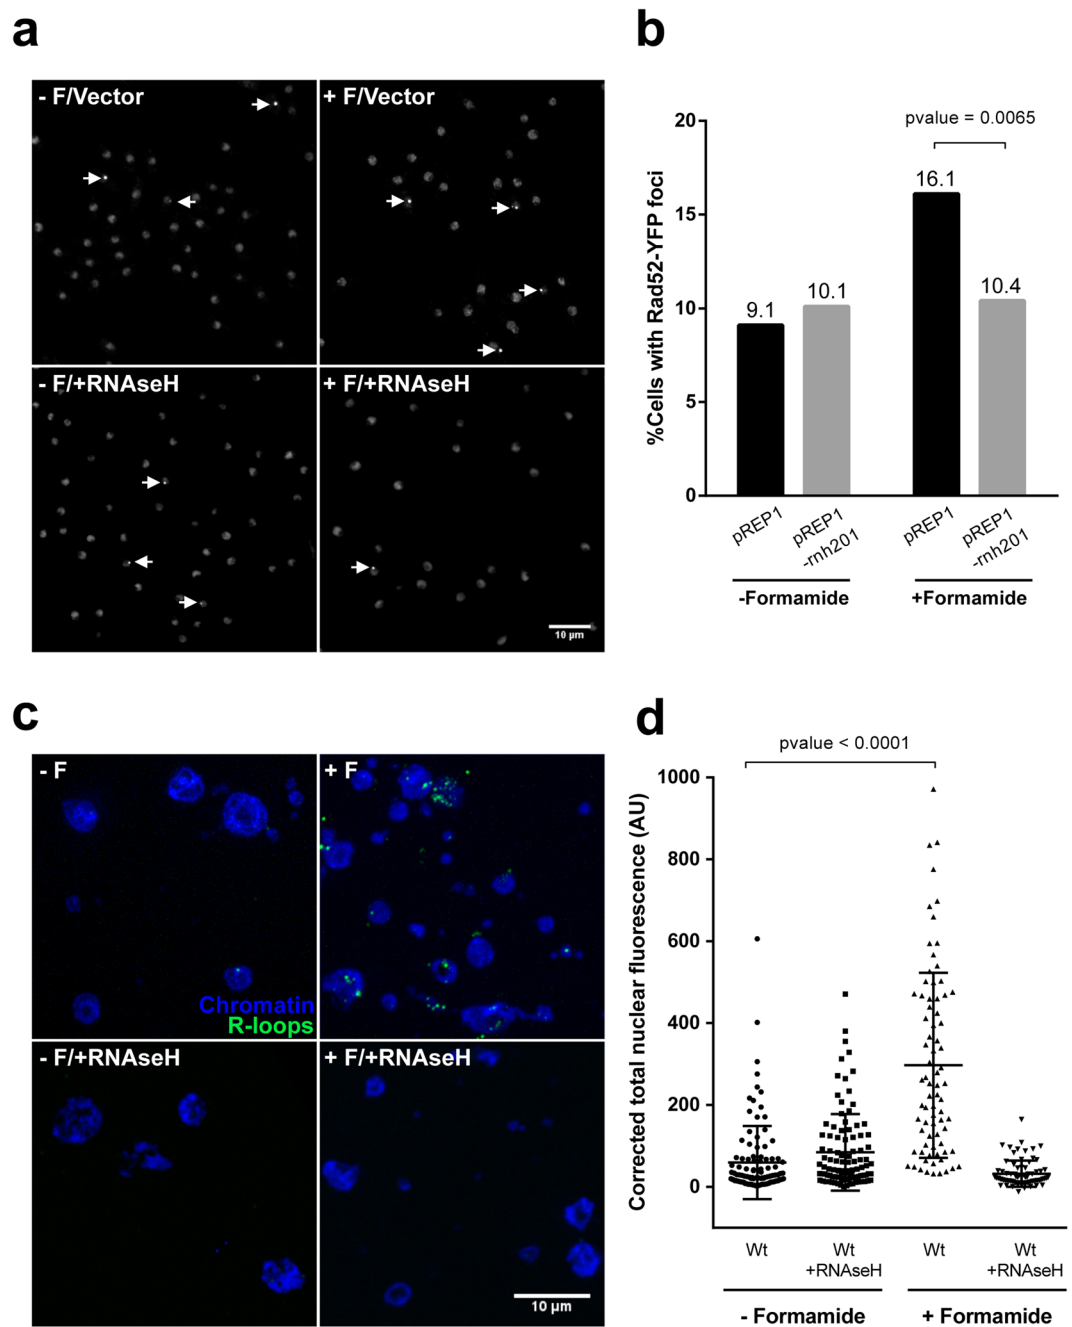 a
- F/Vector
+ F/Vector
- F/+RNAseH
+ F/+RNAseH
10 µm
b
%Cells with Rad52-YFP foci
20
15
10
5
0
pvalue = 0.0065
9.1
10.1
16.1
10.4
pREP1
pREP1
-rnh201
pREP1
pREP1
-rnh201
-Formamide
+Formamide
c
- F
+ F
Chromatin
R-loops
- F/+RNAseH
+ F/+RNAseH
10 µm
d
Corrected total nuclear fluorescence (AU)
pvalue < 0.0001
1000
800
600
400
200
0
Wt
Wt
+RNAseH
Wt
Wt
+RNAseH
- Formamide
+ Formamide